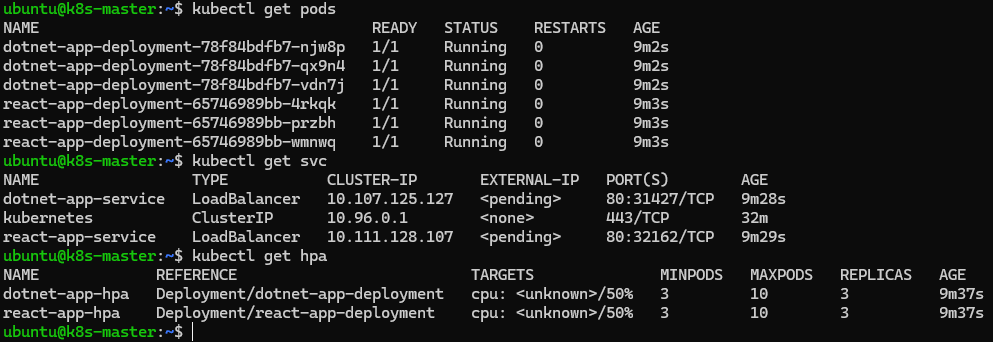 ubuntu@k8s-master:~$ kubectl get pods
NAME READY STATUS RESTARTS AGE
dotnet-app-deployment-78f84bdfb7-njw8p 1/1 Running 0 9m2s
dotnet-app-deployment-78f84bdfb7-qx9n4 1/1 Running 0 9m2s
dotnet-app-deployment-78f84bdfb7-vdn7j 1/1 Running 0 9m2s
react-app-deployment-65746989bb-4rkqk 1/1 Running 0 9m3s
react-app-deployment-65746989bb-przbh 1/1 Running 0 9m3s
react-app-deployment-65746989bb-wmnwq 1/1 Running 0 9m3s
ubuntu@k8s-master:~$ kubectl get svc
NAME TYPE CLUSTER-IP EXTERNAL-IP PORT(S) AGE
dotnet-app-service LoadBalancer 10.107.125.127 <pending> 80:31427/TCP 9m28s
kubernetes ClusterIP 10.96.0.1 <none> 443/TCP 32m
react-app-service LoadBalancer 10.111.128.107 <pending> 80:32162/TCP 9m29s
ubuntu@k8s-master:~$ kubectl get hpa
NAME REFERENCE TARGETS MINPODS MAXPODS REPLICAS AGE
dotnet-app-hpa Deployment/dotnet-app-deployment cpu: <unknown>/50% 3 10 3 9m37s
react-app-hpa Deployment/react-app-deployment cpu: <unknown>/50% 3 10 3 9m37s
ubuntu@k8s-master:~$